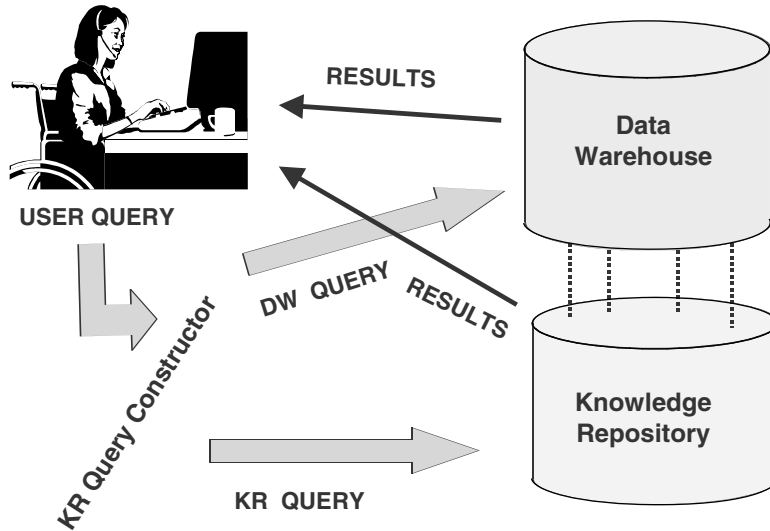 RESULTS
Data
Warehouse
USER QUERY
DW QUERY
RESULTS
KR Query Constructor
Knowledge
Repository
KR QUERY